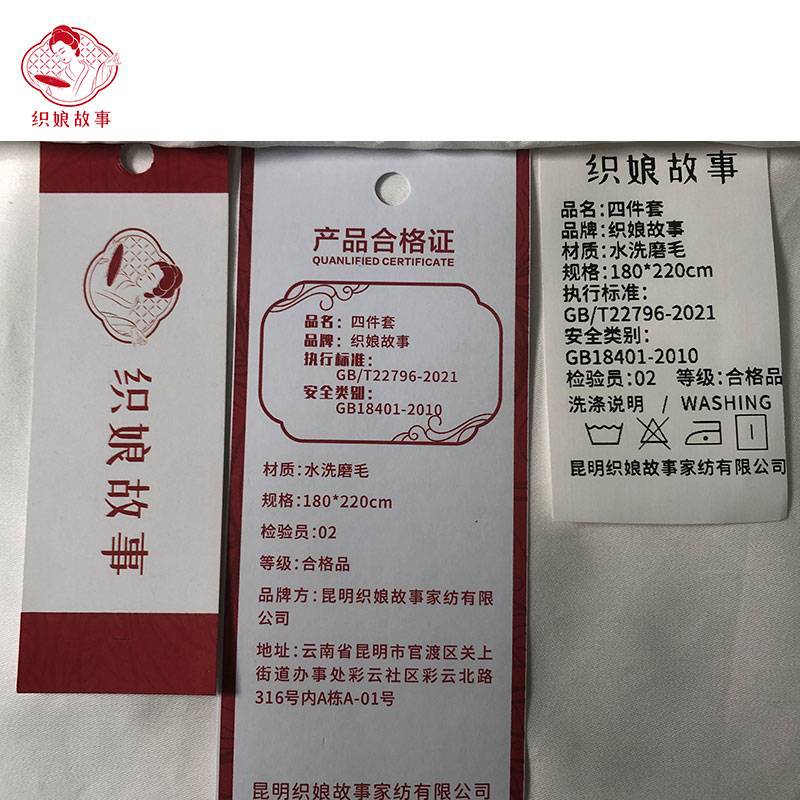 织娘故事
织娘故事
产品合格证
QUANLIFIED CERTIFICATE
品名：四件套
品牌：织娘故事
执行标准：
GB/T22796-2021
安全类别：
GB18401-2010
材质：水洗磨毛
规格：180*220cm
检验员：02
等级：合格品
品牌方：昆明织娘故事家纺有限
公司
地址：云南省昆明市官渡区关上
街道办事处彩云社区彩云北路
316号内A栋A-01号
昆明织娘故事家纺有限公司
织娘故事
品名：四件套
品牌：织娘故事
材质：水洗磨毛
规格：180*220cm
执行标准：
GB/T22796-2021
安全类别：
GB18401-2010
检验员：02 等级：合格品
洗涤说明 / WASHING
昆明织娘故事家纺有限公司